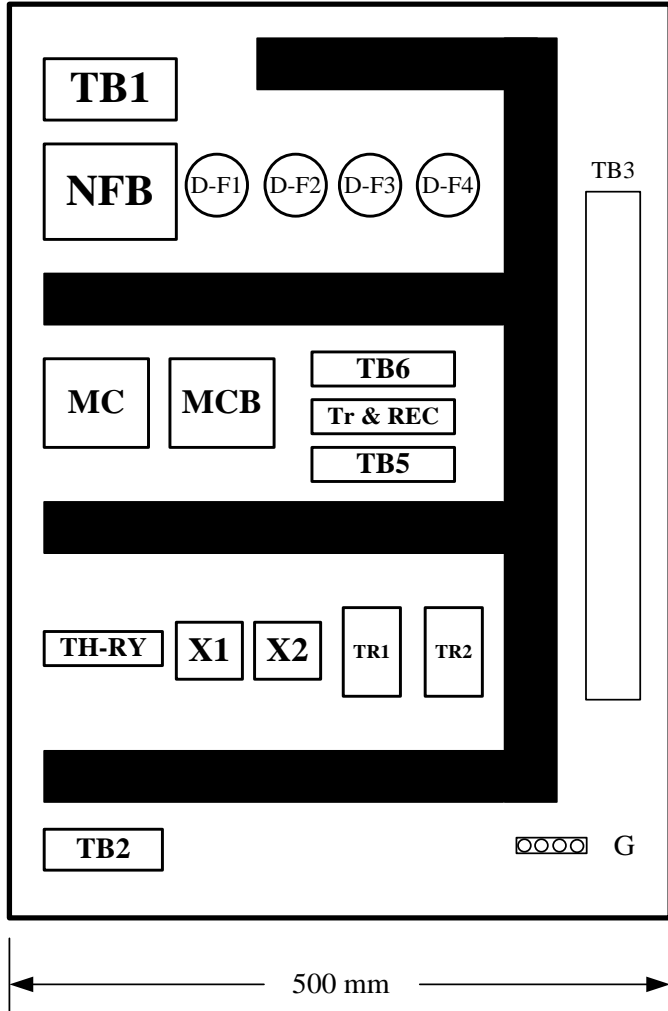 TB1
TB3
NFB
D-F1
D-F2
D-F3
D-F4
TB6
MC
MCB
Tr & REC
TB5
TH-RY
X1
X2
TR1
TR2
TB2
G
500 mm